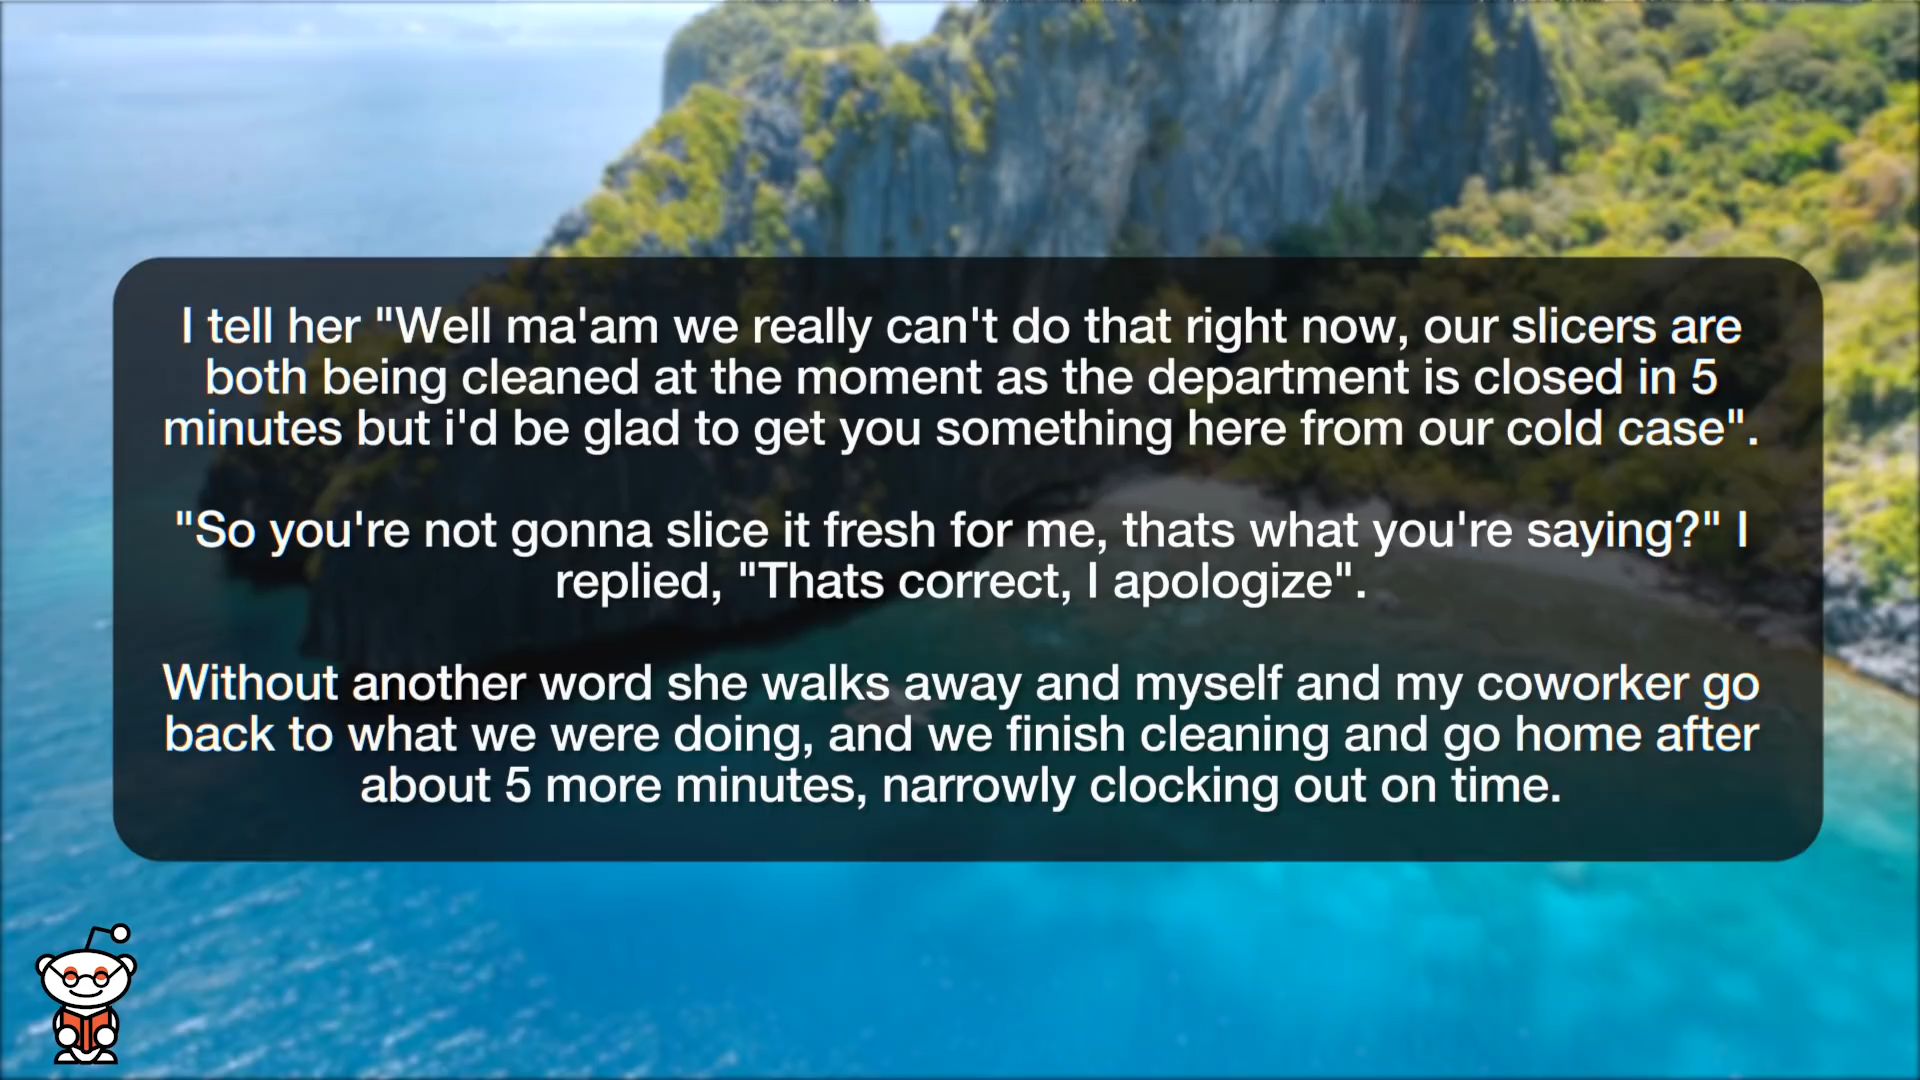 I tell her "Well ma'am we really can't do that right now, our slicers are
both being cleaned at the moment as the department is closed in 5
minutes but i'd be glad to get you something here from our cold case".
"So you're not gonna slice it fresh for me, thats what you're saying?" I
replied, "Thats correct, I apologize".
Without another word she walks away and myself and my coworker go
back to what we were doing, and we finish cleaning and go home after
about 5 more minutes, narrowly clocking out on time.